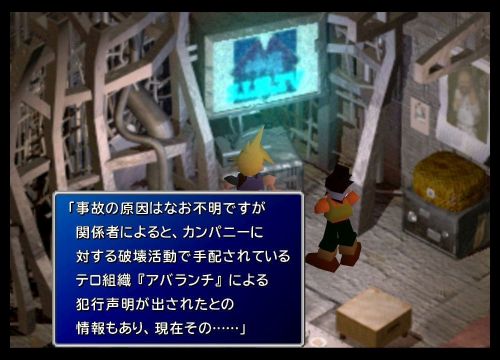 「事故の原因はなお不明ですが
関係者によると、カンパニーに
対する破壊活動で手配されている
テロ組織『アバランチ』による
犯行声明が出されたとの
情報もあり、現在その……」